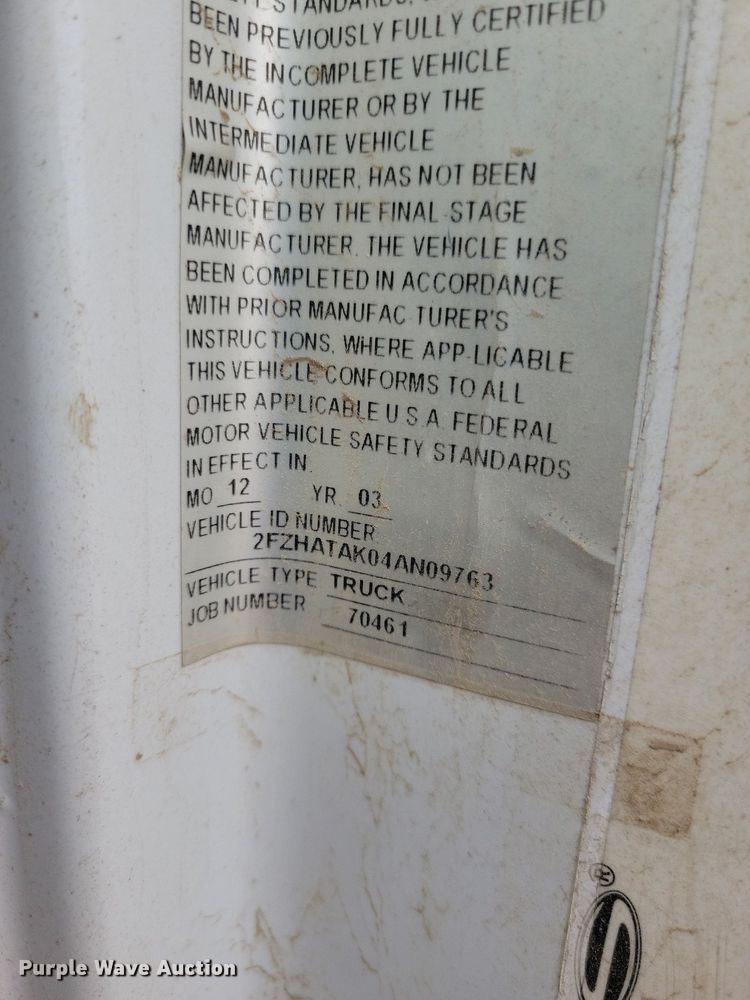 STANDARDS,
BEEN PREVIOUSLY FULLY CERTIFIED
BY THE INCOMPLETE VEHICLE
MANUFACTURER OR BY THE
INTERMEDIATE VEHICLE
MANUFACTURER, HAS NOT BEEN
AFFECTED BY THE FINAL-STAGE
MANUFACTURER. THE VEHICLE HAS
BEEN COMPLETED IN ACCORDANCE
WITH PRIOR MANUFAC TURER'S
INSTRUCTIONS, WHERE APP-LICABLE
THIS VEHICLE CONFORMS TO ALL
OTHER APPLICABLE U S A FEDERAL
MOTOR VEHICLE SAFETY STANDARDS
IN EFFECT IN:
MO 12 YR. 03
VEHICLE ID NUMBER
2FZHATAK04AN09763
VEHICLE TYPE TRUCK
JOB NUMBER 70461
®
Purple Wave Auction